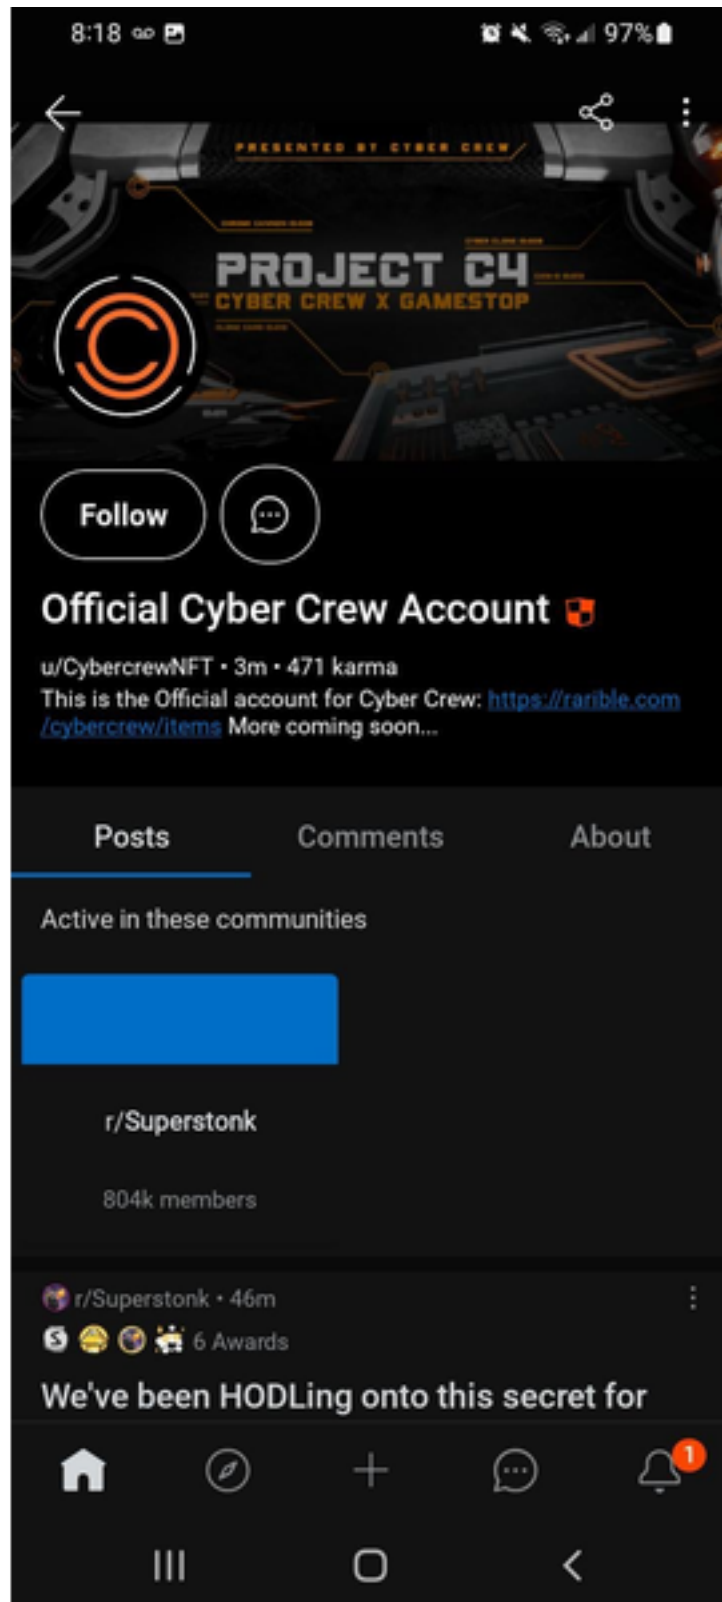 8:18
97%
PRESENTED BY CYBER CREW
PROJECT C4
CYBER CREW X GAMESTOP
Follow
Official Cyber Crew Account
u/CybercrewNFT • 3m • 471 karma
This is the Official account for Cyber Crew: https://rarible.com
/cybercrew/items More coming soon...
Posts
Comments
About
Active in these communities
r/Superstonk
804k members
r/Superstonk • 46m
6 Awards
We've been HODLing onto this secret for
1